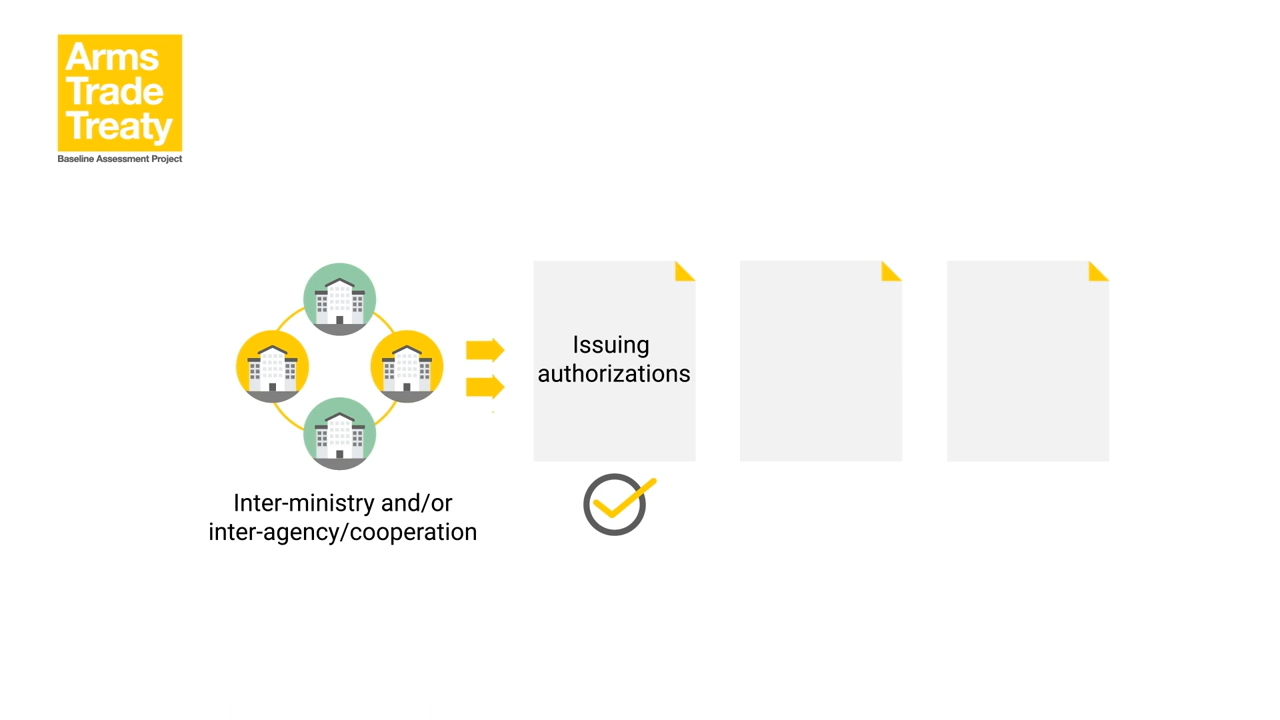 Arms
Trade
Treaty
Baseline Assessment Project
Issuing
authorizations
Inter-ministry and/or
inter-agency/cooperation